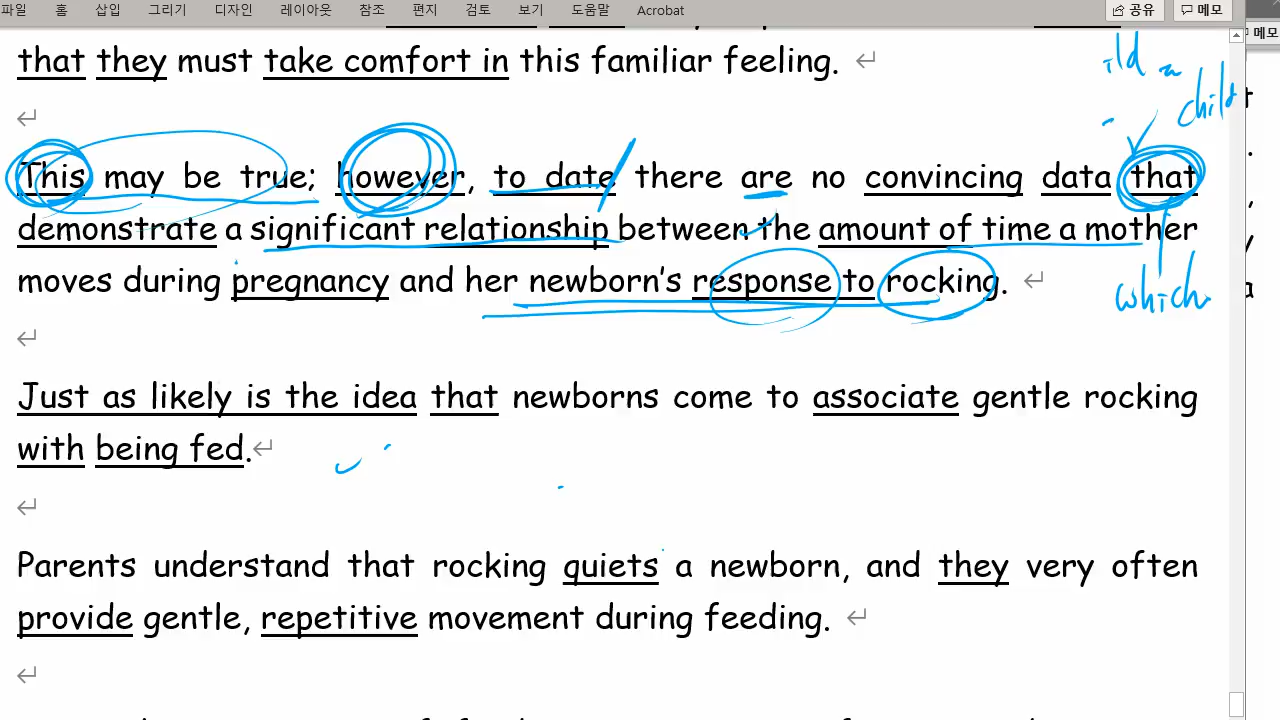 파일 홈 삽입 그리기 디자인 레이아웃 참조 편지 검토 보기 도움말 Acrobat 공유 메모
메모
that they must take comfort in this familiar feeling.
child
This may be true; however, to date there are no convincing data that
demonstrate a significant relationship between the amount of time a mother
moves during pregnancy and her newborn's response to rocking.
which
Just as likely is the idea that newborns come to associate gentle rocking
with being fed.
Parents understand that rocking quiets a newborn, and they very often
provide gentle, repetitive movement during feeding.